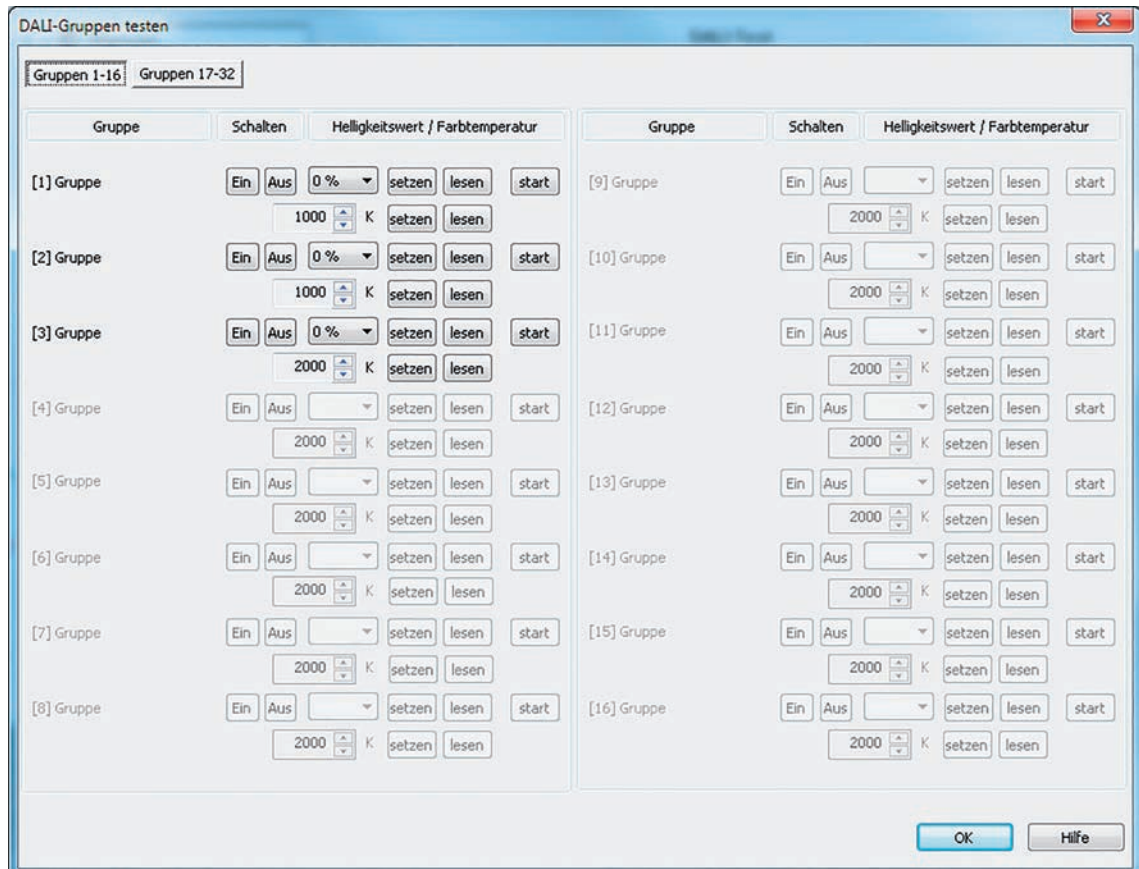 DALI-Gruppen testen
Gruppen 1-16 Gruppen 17-32
Gruppe Schalten Helligkeitswert / Farbtemperatur
[1] Gruppe Ein Aus 0 % setzen lesen start
1000 K setzen lesen
[2] Gruppe Ein Aus 0 % setzen lesen start
1000 K setzen lesen
[3] Gruppe Ein Aus 0 % setzen lesen start
2000 K setzen lesen
[4] Gruppe Ein Aus setzen lesen start
2000 K setzen lesen
[5] Gruppe Ein Aus setzen lesen start
2000 K setzen lesen
[6] Gruppe Ein Aus setzen lesen start
2000 K setzen lesen
[7] Gruppe Ein Aus setzen lesen start
2000 K setzen lesen
[8] Gruppe Ein Aus setzen lesen start
2000 K setzen lesen
Gruppe Schalten Helligkeitswert / Farbtemperatur
[9] Gruppe Ein Aus setzen lesen start
2000 K setzen lesen
[10] Gruppe Ein Aus setzen lesen start
2000 K setzen lesen
[11] Gruppe Ein Aus setzen lesen start
2000 K setzen lesen
[12] Gruppe Ein Aus setzen lesen start
2000 K setzen lesen
[13] Gruppe Ein Aus setzen lesen start
2000 K setzen lesen
[14] Gruppe Ein Aus setzen lesen start
2000 K setzen lesen
[15] Gruppe Ein Aus setzen lesen start
2000 K setzen lesen
[16] Gruppe Ein Aus setzen lesen start
2000 K setzen lesen
OK Hilfe